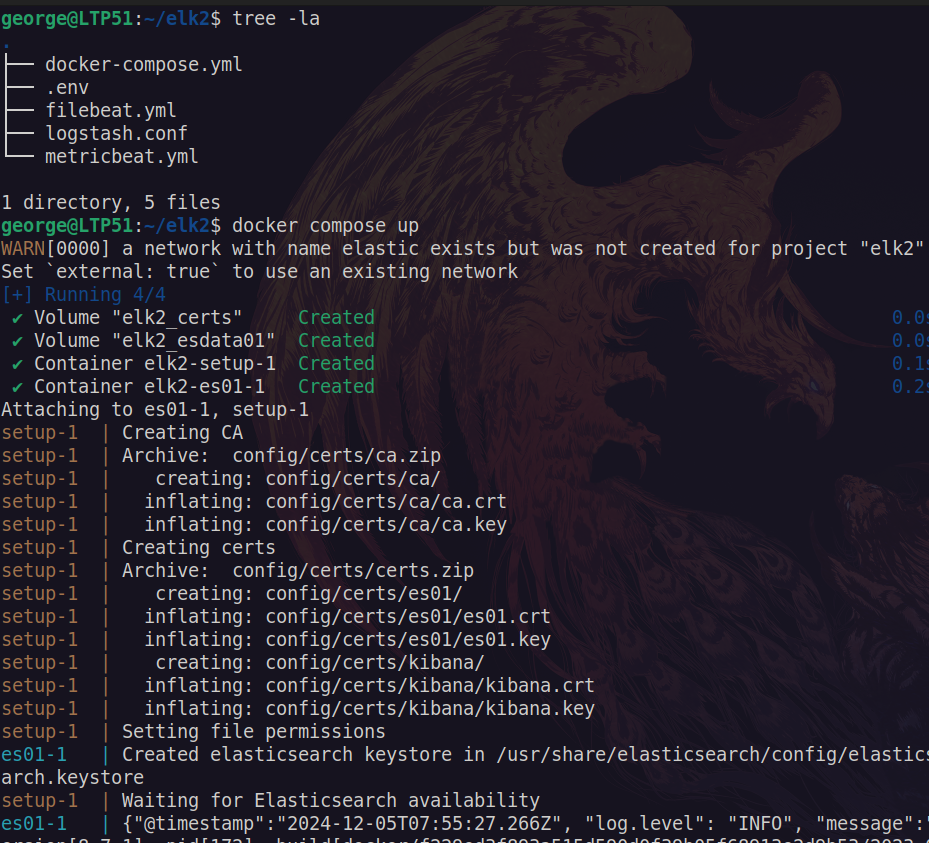 george@LTP51:~/elk2$ tree -la
.
├── docker-compose.yml
├── .env
├── filebeat.yml
├── logstash.conf
└── metricbeat.yml
1 directory, 5 files
george@LTP51:~/elk2$ docker compose up
WARN[0000] a network with name elastic exists but was not created for project "elk2"
Set `external: true` to use an existing network
[+] Running 4/4
✔ Volume "elk2_certs"     Created     0.0s
✔ Volume "elk2_esdata01"  Created     0.0s
✔ Container elk2-setup-1  Created     0.1s
✔ Container elk2-es01-1   Created     0.2s
Attaching to es01-1, setup-1
setup-1  | Creating CA
setup-1  | Archive:  config/certs/ca.zip
setup-1  |    creating: config/certs/ca/
setup-1  |   inflating: config/certs/ca/ca.crt
setup-1  |   inflating: config/certs/ca/ca.key
setup-1  | Creating certs
setup-1  | Archive:  config/certs/certs.zip
setup-1  |    creating: config/certs/es01/
setup-1  |   inflating: config/certs/es01/es01.crt
setup-1  |   inflating: config/certs/es01/es01.key
setup-1  |    creating: config/certs/kibana/
setup-1  |   inflating: config/certs/kibana/kibana.crt
setup-1  |   inflating: config/certs/kibana/kibana.key
setup-1  | Setting file permissions
es01-1   | Created elasticsearch keystore in /usr/share/elasticsearch/config/elastics
arch.keystore
setup-1  | Waiting for Elasticsearch availability
es01-1   | {"@timestamp":"2024-12-05T07:55:27.266Z", "log.level": "INFO", "message":"